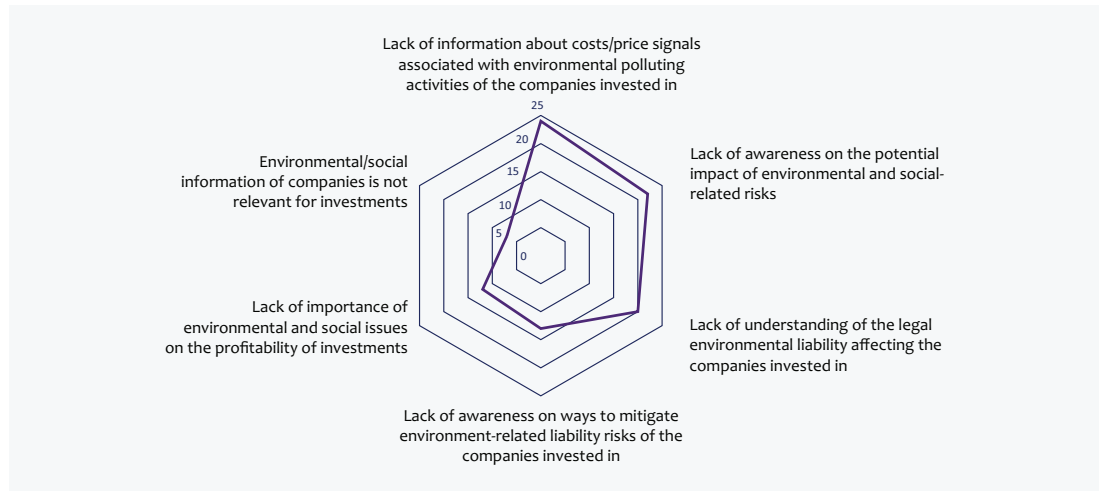 Lack of information about costs/price signals
associated with environmental polluting
activities of the companies invested in
25
20
15
10
5
0
Lack of awareness on the potential
impact of environmental and social-
related risks
Lack of understanding of the legal
environmental liability affecting the
companies invested in
Lack of awareness on ways to mitigate
environment-related liability risks of the
companies invested in
Lack of importance of
environmental and social issues
on the profitability of investments
Environmental/social
information of companies is not
relevant for investments